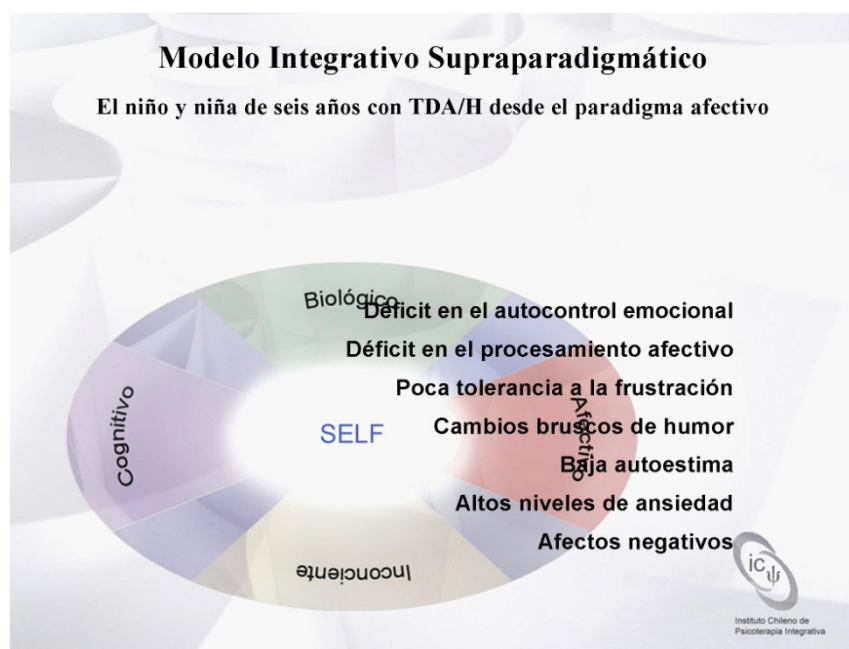 Modelo Integrativo Supraparadigmático
El niño y niña de seis años con TDA/H desde el paradigma afectivo
Biológico
Déficit en el autocontrol emocional
Déficit en el procesamiento afectivo
Poca tolerancia a la frustración
Cognitivo
SELF
Afectivo
Cambios bruscos de humor
Baja autoestima
Altos niveles de ansiedad
Afectos negativos
Inconciente
icψ
Instituto Chileno de
Psicoterapia Integrativa